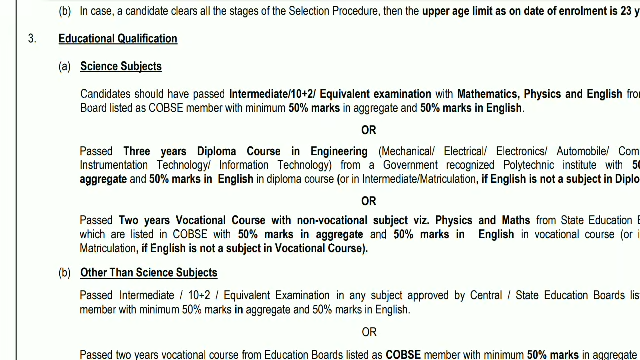 (b) In case, a candidate clears all the stages of the Selection Procedure, then the upper age limit as on date of enrolment is 23 y
3. Educational Qualification
(a) Science Subjects
Candidates should have passed Intermediate/10+2/ Equivalent examination with Mathematics, Physics and English fro
Board listed as COBSE member with minimum 50% marks in aggregate and 50% marks in English.
OR
Passed Three years Diploma Course in Engineering (Mechanical/ Electrical/ Electronics/ Automobile/ Com
Instrumentation Technology/ Information Technology) from a Government recognized Polytechnic institute with 50
aggregate and 50% marks in English in diploma course (or in Intermediate/Matriculation, if English is not a subject in Diplo
OR
Passed Two years Vocational Course with non-vocational subject viz. Physics and Maths from State Education
which are listed in COBSE with 50% marks in aggregate and 50% marks in English in vocational course (or i
Matriculation, if English is not a subject in Vocational Course).
(b) Other Than Science Subjects
Passed Intermediate / 10+2 / Equivalent Examination in any subject approved by Central / State Education Boards lis
member with minimum 50% marks in aggregate and 50% marks in English.
OR
Passed two years vocational course from Education Boards listed as COBSE member with minimum 50% marks in aggregate